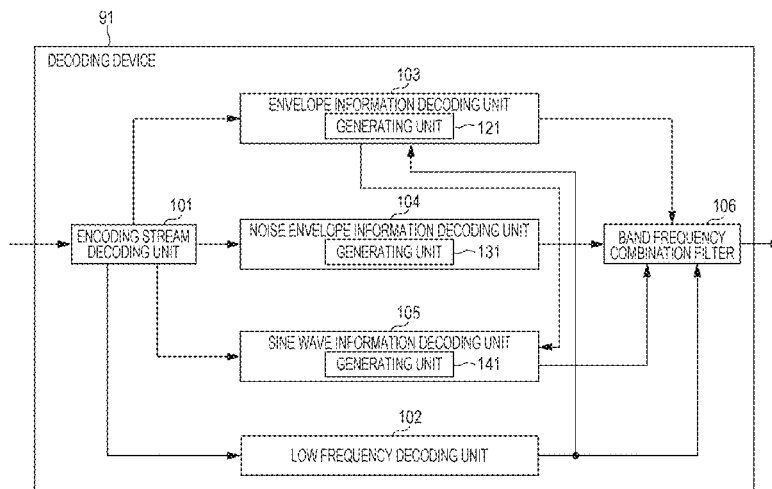 91
DECODING DEVICE
103
ENVELOPE INFORMATION DECODING UNIT
GENERATING UNIT
121
101
ENCODING STREAM
DECODING UNIT
104
NOISE ENVELOPE INFORMATION DECODING UNIT
GENERATING UNIT
131
106
BAND FREQUENCY
COMBINATION FILTER
105
SINE WAVE INFORMATION DECODING UNIT
GENERATING UNIT
141
102
LOW FREQUENCY DECODING UNIT